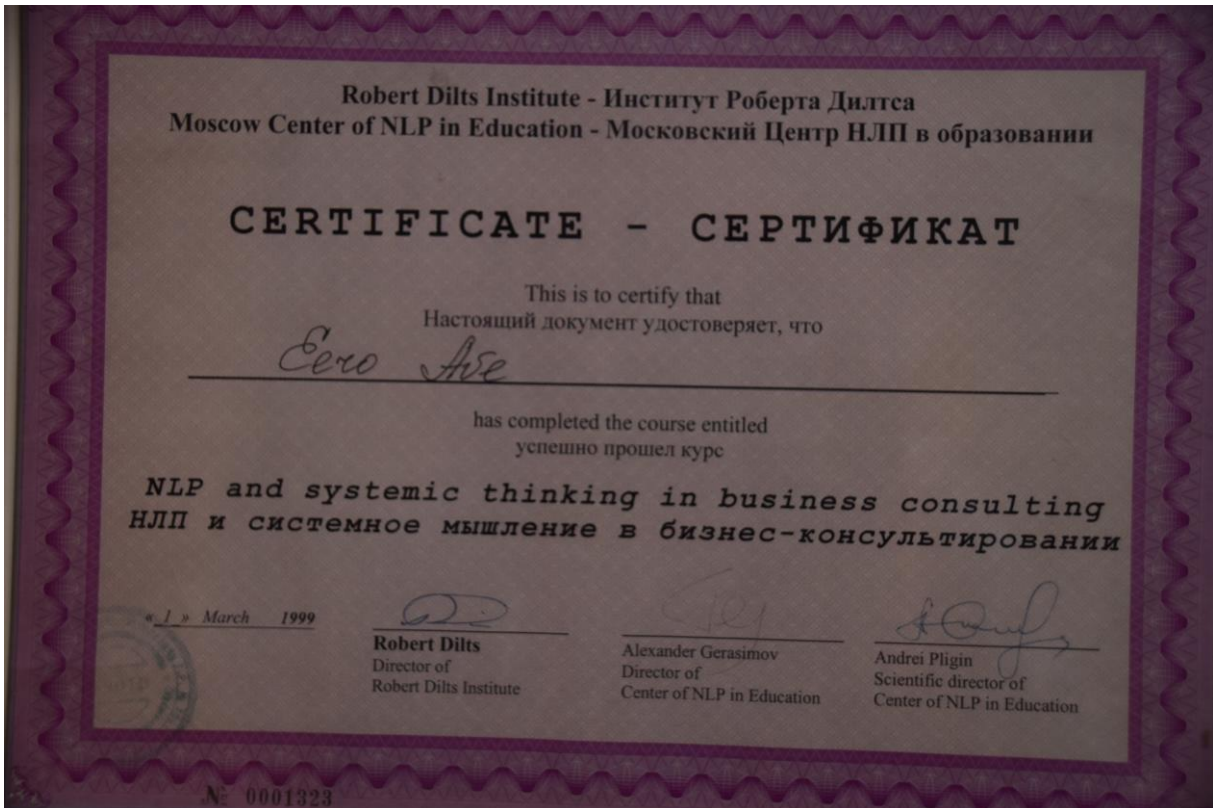 Robert Dilts Institute - Институт Роберта Дилтса
Moscow Center of NLP in Education - Московский Центр НЛП в образовании
CERTIFICATE - СЕРТИФИКАТ
This is to certify that
Настоящий документ удостоверяет, что
Eero
has completed the course entitled
успешно прошел курс
NLP and systemic thinking in business consulting
НЛП и системное мышление в бизнес-консультировании
« 1 » March 1999
Robert Dilts
Director of
Robert Dilts Institute
Alexander Gerasimov
Director of
Center of NLP in Education
Andrei Pligin
Scientific director of
Center of NLP in Education
№ 0001323